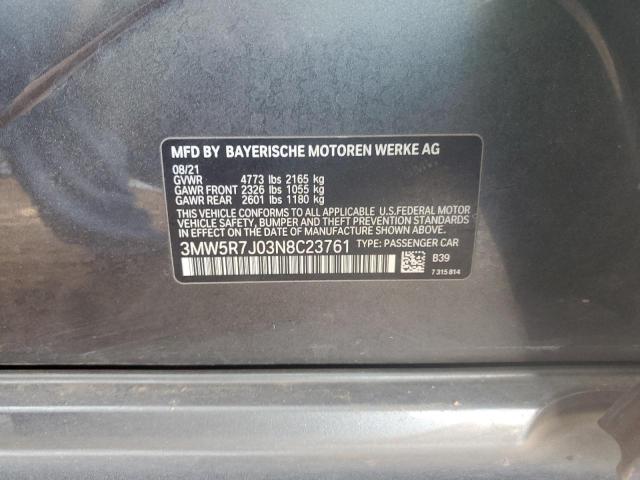 MFD BY BAYERISCHE MOTOREN WERKE AG
08/21
GVWR 4773 lbs 2165 kg
GAWR FRONT 2326 lbs 1055 kg
GAWR REAR 2601 lbs 1180 kg
THIS VEHICLE CONFORMS TO ALL APPLICABLE U.S.FEDERAL MOTOR
VEHICLE SAFETY, BUMPER AND THEFT PREVENTION STANDARDS
IN EFFECT ON THE DATE OF MANUFACTURE SHOWN ABOVE.
3MW5R7J03N8C23761 TYPE: PASSENGER CAR
B39
7 315 814